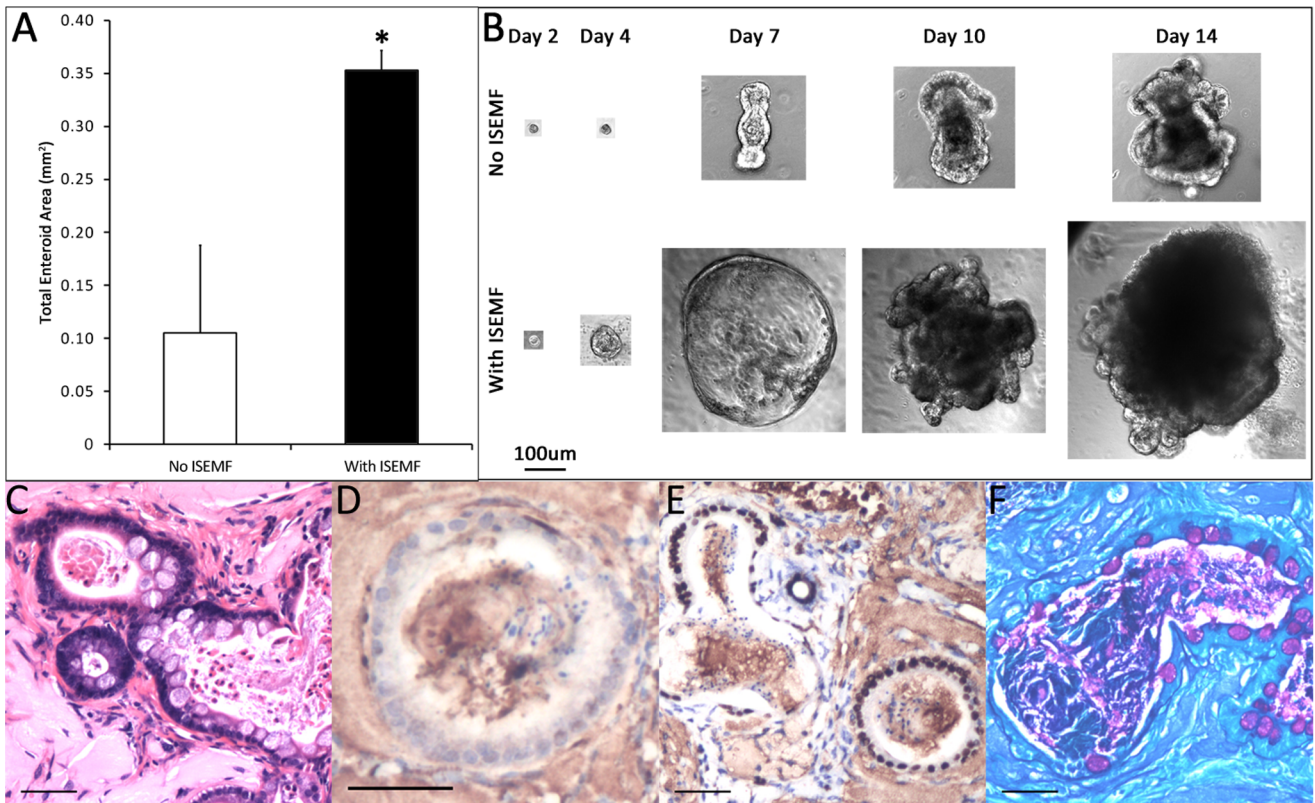 A
0.40
0.35
0.30
0.25
0.20
0.15
0.10
0.05
0
Total Enteroid Area (mm²)
*
No ISEMF
With ISEMF
B
Day 2 Day 4 Day 7 Day 10 Day 14
No ISEMF
With ISEMF
100um
C
D
E
F